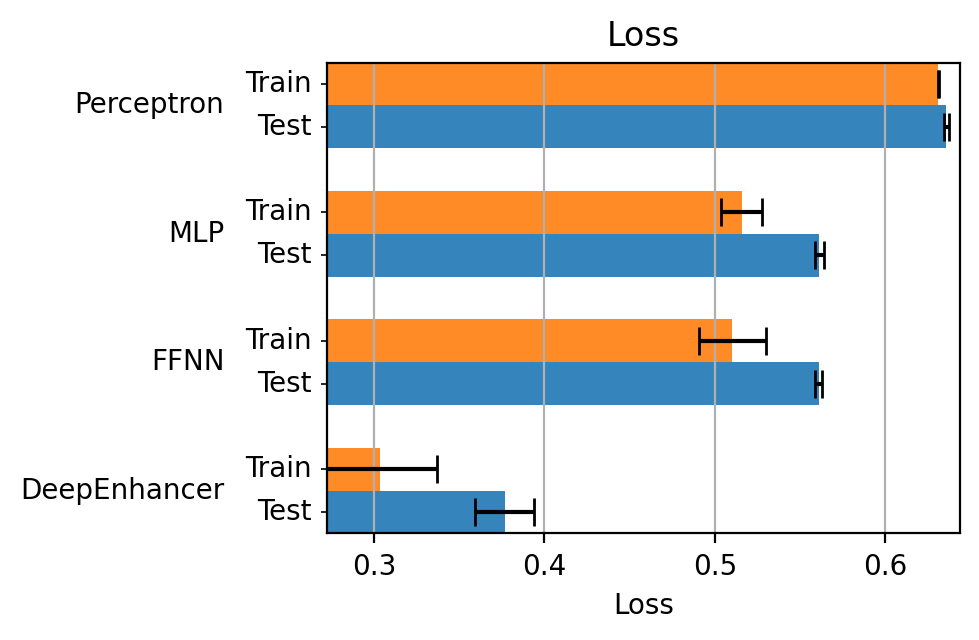 Loss
Perceptron
Train
Test
MLP
Train
Test
FFNN
Train
Test
DeepEnhancer
Train
Test
0.3 0.4 0.5 0.6
Loss